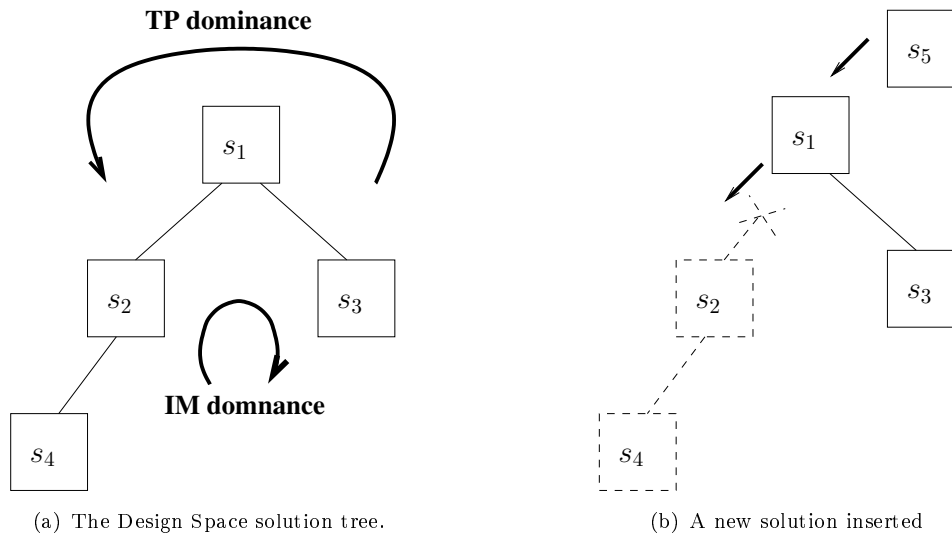 TP dominance
s1
s2
s3
IM domnance
s4
(a) The Design Space solution tree.
s5
s1
s2
s3
s4
(b) A new solution inserted